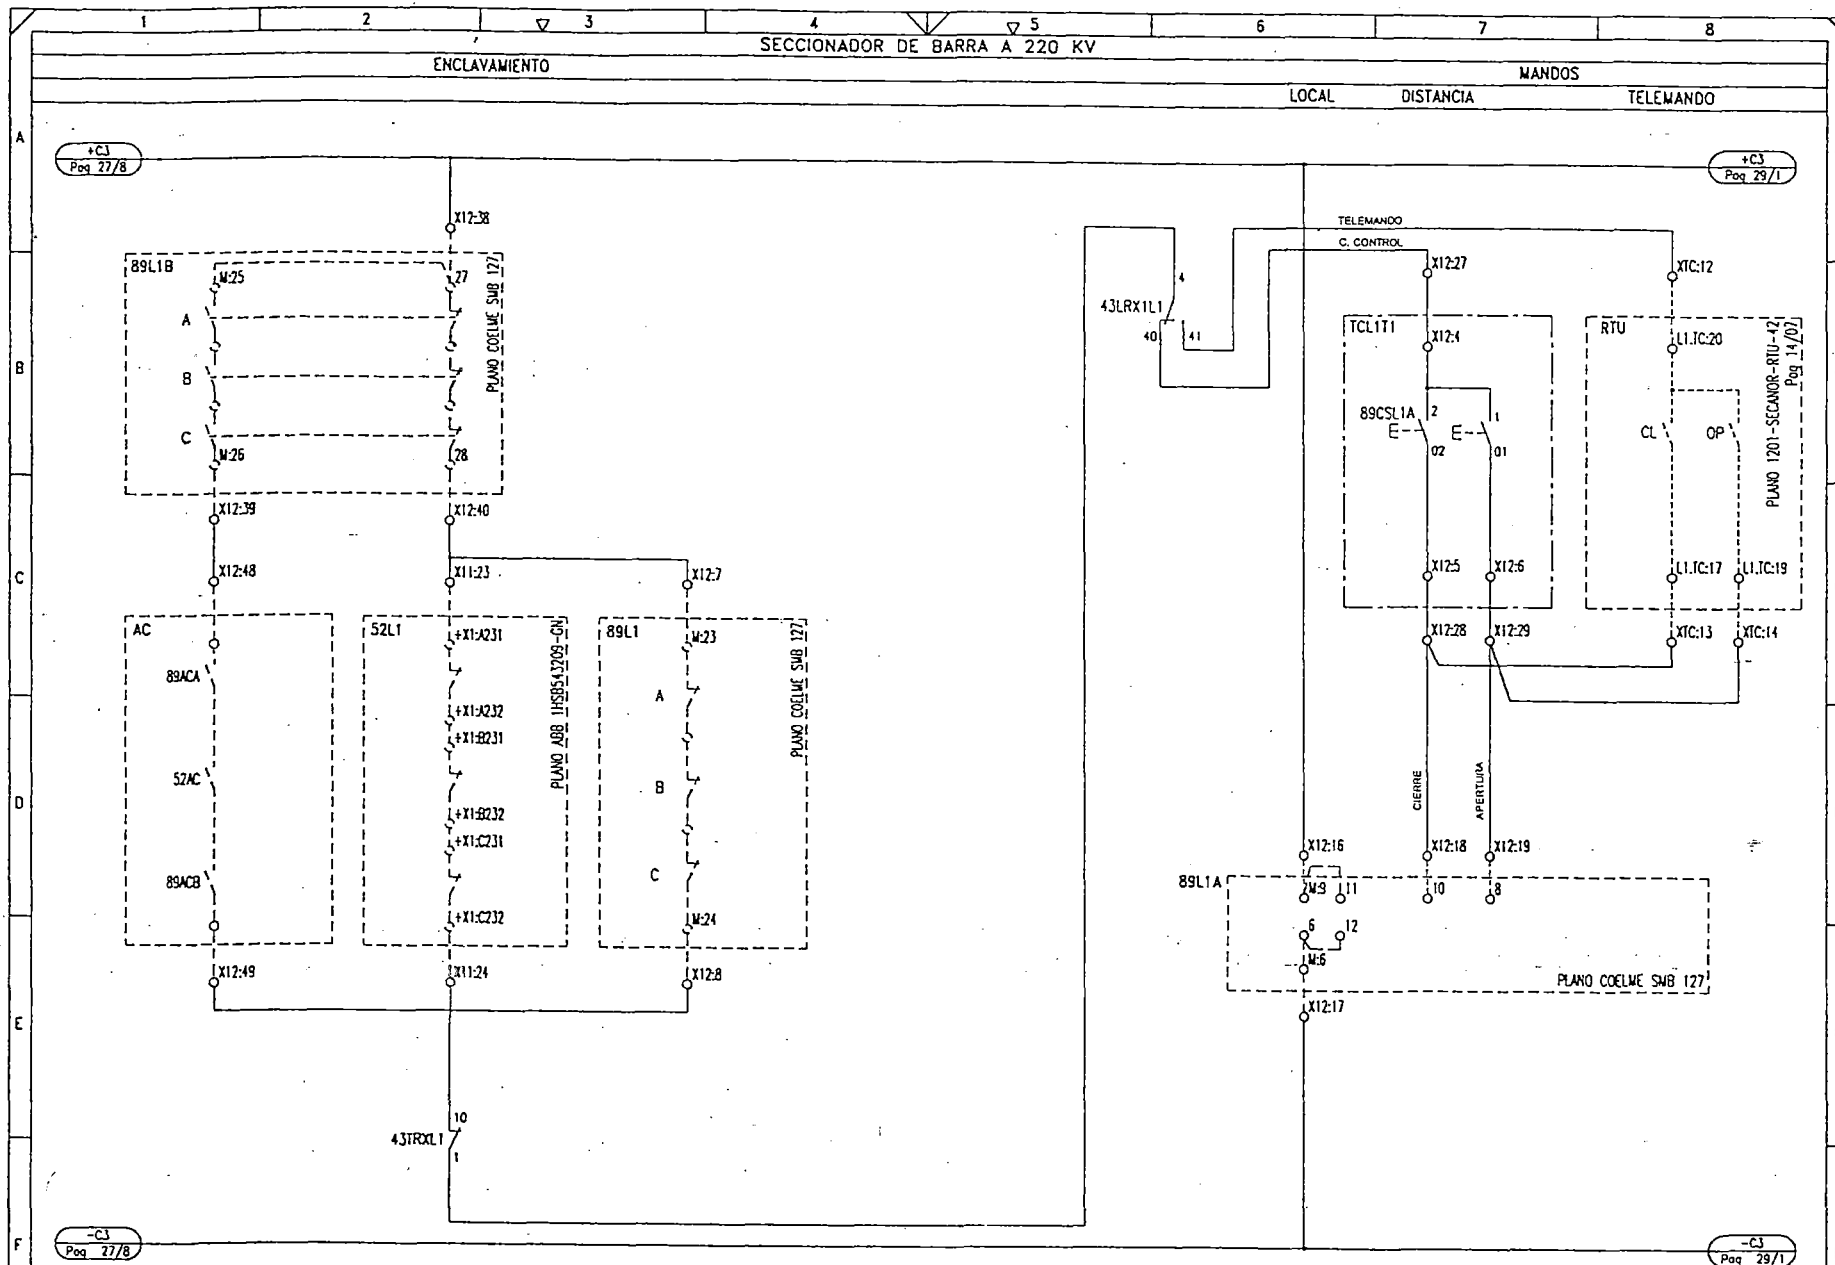 1 2 3 4 5 6 7 8
SECCIONADOR DE BARRA A 220 KV
ENCLAVAMIENTO
MANDOS
LOCAL DISTANCIA TELEMANDO
A
+C3
Pag 27/8
+C3
Pag 29/1
X12:38
TELEMANDO
C. CONTROL
89L1B
M:25
27
PLANO COELME SMB 127
A
B
C
M:26
28
4
43LRX1L1
40
41
X12:27
XTC:12
TCL1T1
X12:4
RTU
L1.TC:20
PLANO 1201-SECANOR-RTU-42
Pag 14/07
B
89CSL1A
2
1
02
01
CL
OP
X12:39
X12:40
C
X12:48
X11:23
X12:7
X12:5
X12:6
L1.TC:17
L1.TC:19
AC
52L1
+X1:A231
PLANO ABB 1HSB543209-GN
89L1
M:23
PLANO COELME SMB 127
X12:28
X12:29
XTC:13
XTC:14
89ACA
A
+X1:A232
+X1:B231
52AC
B
D
+X1:B232
+X1:C231
CIERRE
APERTURA
89ACB
C
+X1:C232
M:24
X12:16
X12:18
X12:19
89L1A
M:9
11
10
8
6
12
M:6
PLANO COELME SMB 127
X12:49
X11:24
X12:8
X12:17
E
10
43TRXL1
1
F
-C3
Pag 27/8
-C3
Pag 29/1